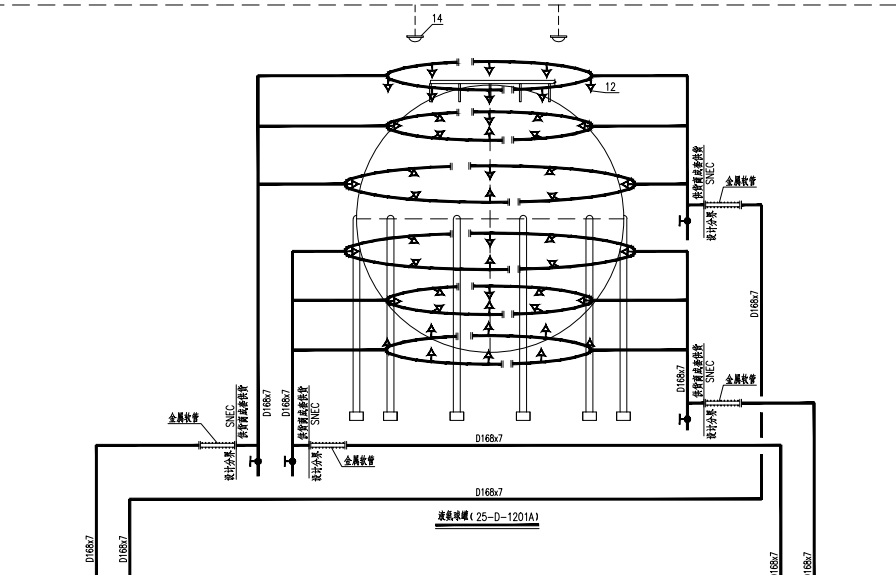 14
12
供货商成套供货
SNEC
设计分界
金属软管
D168x7
供货商成套供货
SNEC
设计分界
金属软管
D168x7
D168x7
D168x7
供货商成套供货
SNEC
设计分界
金属软管
供货商成套供货
SNEC
设计分界
金属软管
D168x7
D168x7
液氨球罐(25-D-1201A)
D168x7
D168x7
D168x7
D168x7